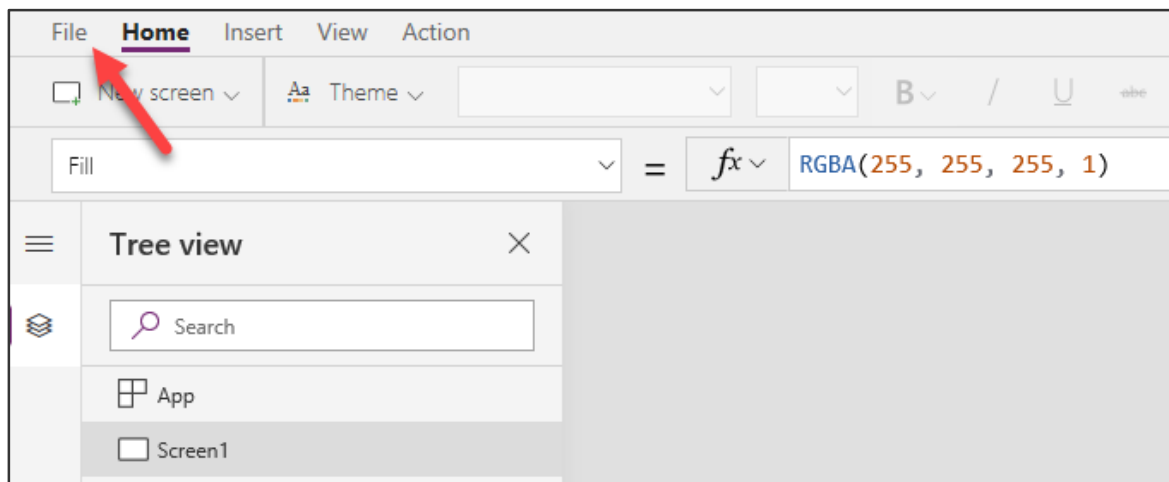 File Home Insert View Action
New screen Aa Theme B / U abc
Fill = fx RGBA(255, 255, 255, 1)
Tree view
Search
App
Screen1